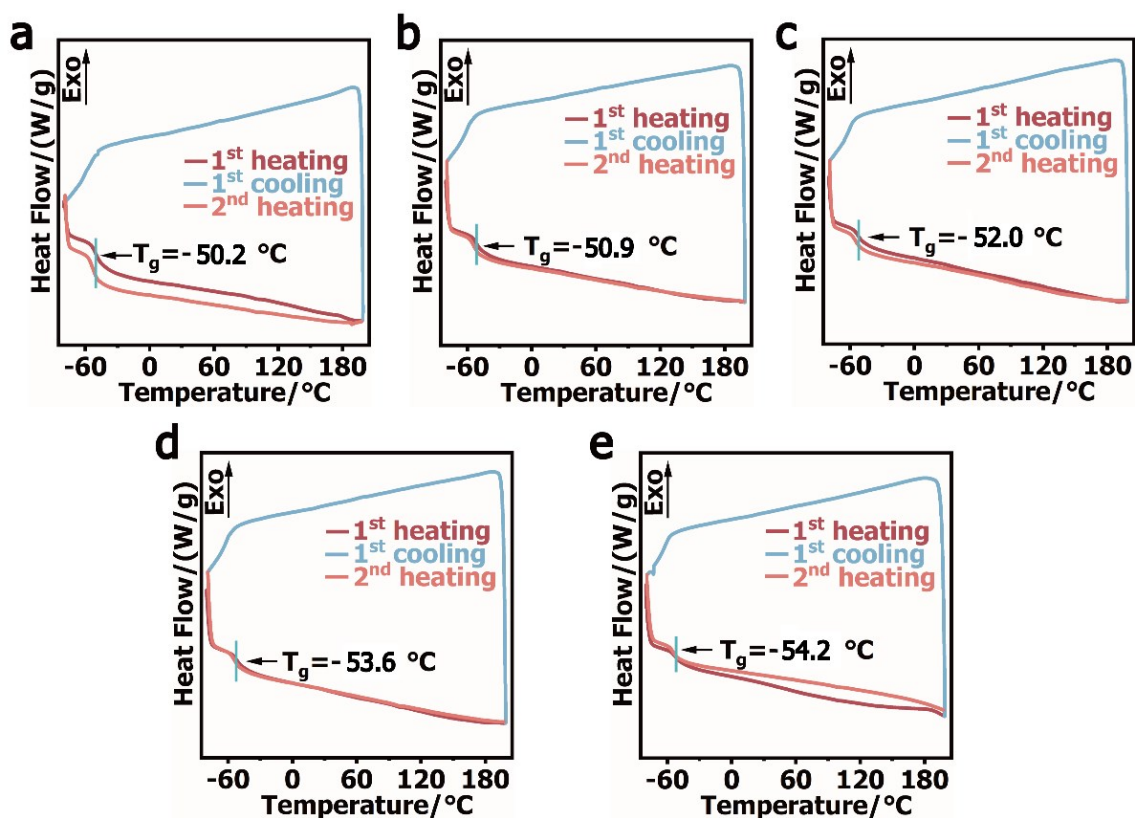 a
Exo
Heat Flow/(W/g)
1st heating
1st cooling
2nd heating
Tg=-50.2 °C
-60 0 60 120 180
Temperature/°C
b
Exo
Heat Flow/(W/g)
1st heating
1st cooling
2nd heating
Tg=-50.9 °C
-60 0 60 120 180
Temperature/°C
c
Exo
Heat Flow/(W/g)
1st heating
1st cooling
2nd heating
Tg=-52.0 °C
-60 0 60 120 180
Temperature/°C
d
Exo
Heat Flow/(W/g)
1st heating
1st cooling
2nd heating
Tg=-53.6 °C
-60 0 60 120 180
Temperature/°C
e
Exo
Heat Flow/(W/g)
1st heating
1st cooling
2nd heating
Tg=-54.2 °C
-60 0 60 120 180
Temperature/°C